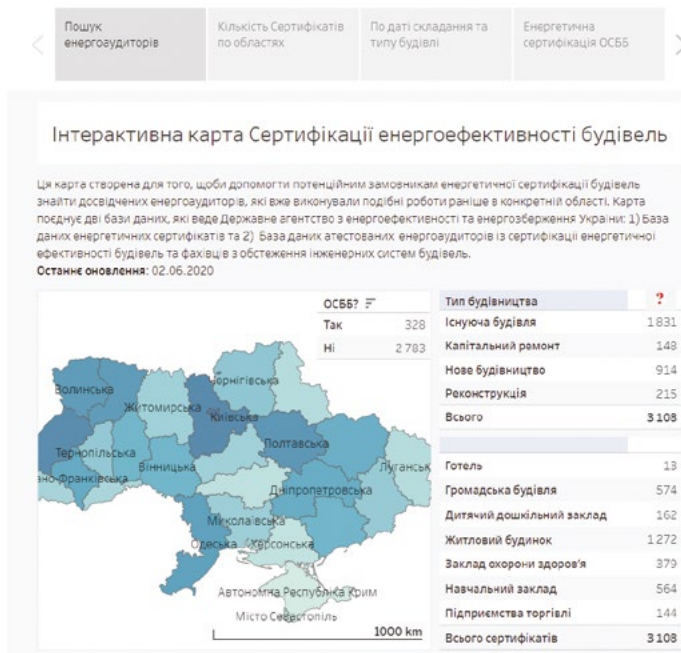 Пошук
енергоаудиторів
Кількість Сертифікатів
по областях
По даті складання та
типу будівлі
Енергетична
сертифікація ОСББ
Інтерактивна карта Сертифікації енергоефективності будівель
Ця карта створена для того, щоби допомогти потенційним замовникам енергетичної сертифікації будівель
знайти досвідчених енергоаудиторів, які вже виконували подібні роботи раніше в конкретній області. Карта
поєднує дві бази даних, які веде Державне агентство з енергоефективності та енергозбереження України: 1) База
даних енергетичних сертифікатів та 2) База даних атестованих енергоаудиторів із сертифікації енергетичної
ефективності будівель та фахівців з обстеження інженерних систем будівель.
Останнє оновлення: 02.06.2020
ОСББ?
Так 328
Ні 2 783
Волинська
Чернігівська
Житомирська
Київська
Полтавська
Тернопільська
Вінницька
Луганськ
ано-Франківська
Дніпропетровська
Миколаївська
Одеська
Херсонська
Автономна Республіка Крим
Місто Севастополь
1000 km
Тип будівництва ?
Існуюча будівля 1 831
Капітальний ремонт 148
Нове будівництво 914
Реконструкція 215
Всього 3 108
Готель 13
Громадська будівля 574
Дитячий дошкільний заклад 162
Житловий будинок 1 272
Заклад охорони здоров'я 379
Навчальний заклад 564
Підприємства торгівлі 144
Всього сертифікатів 3 108